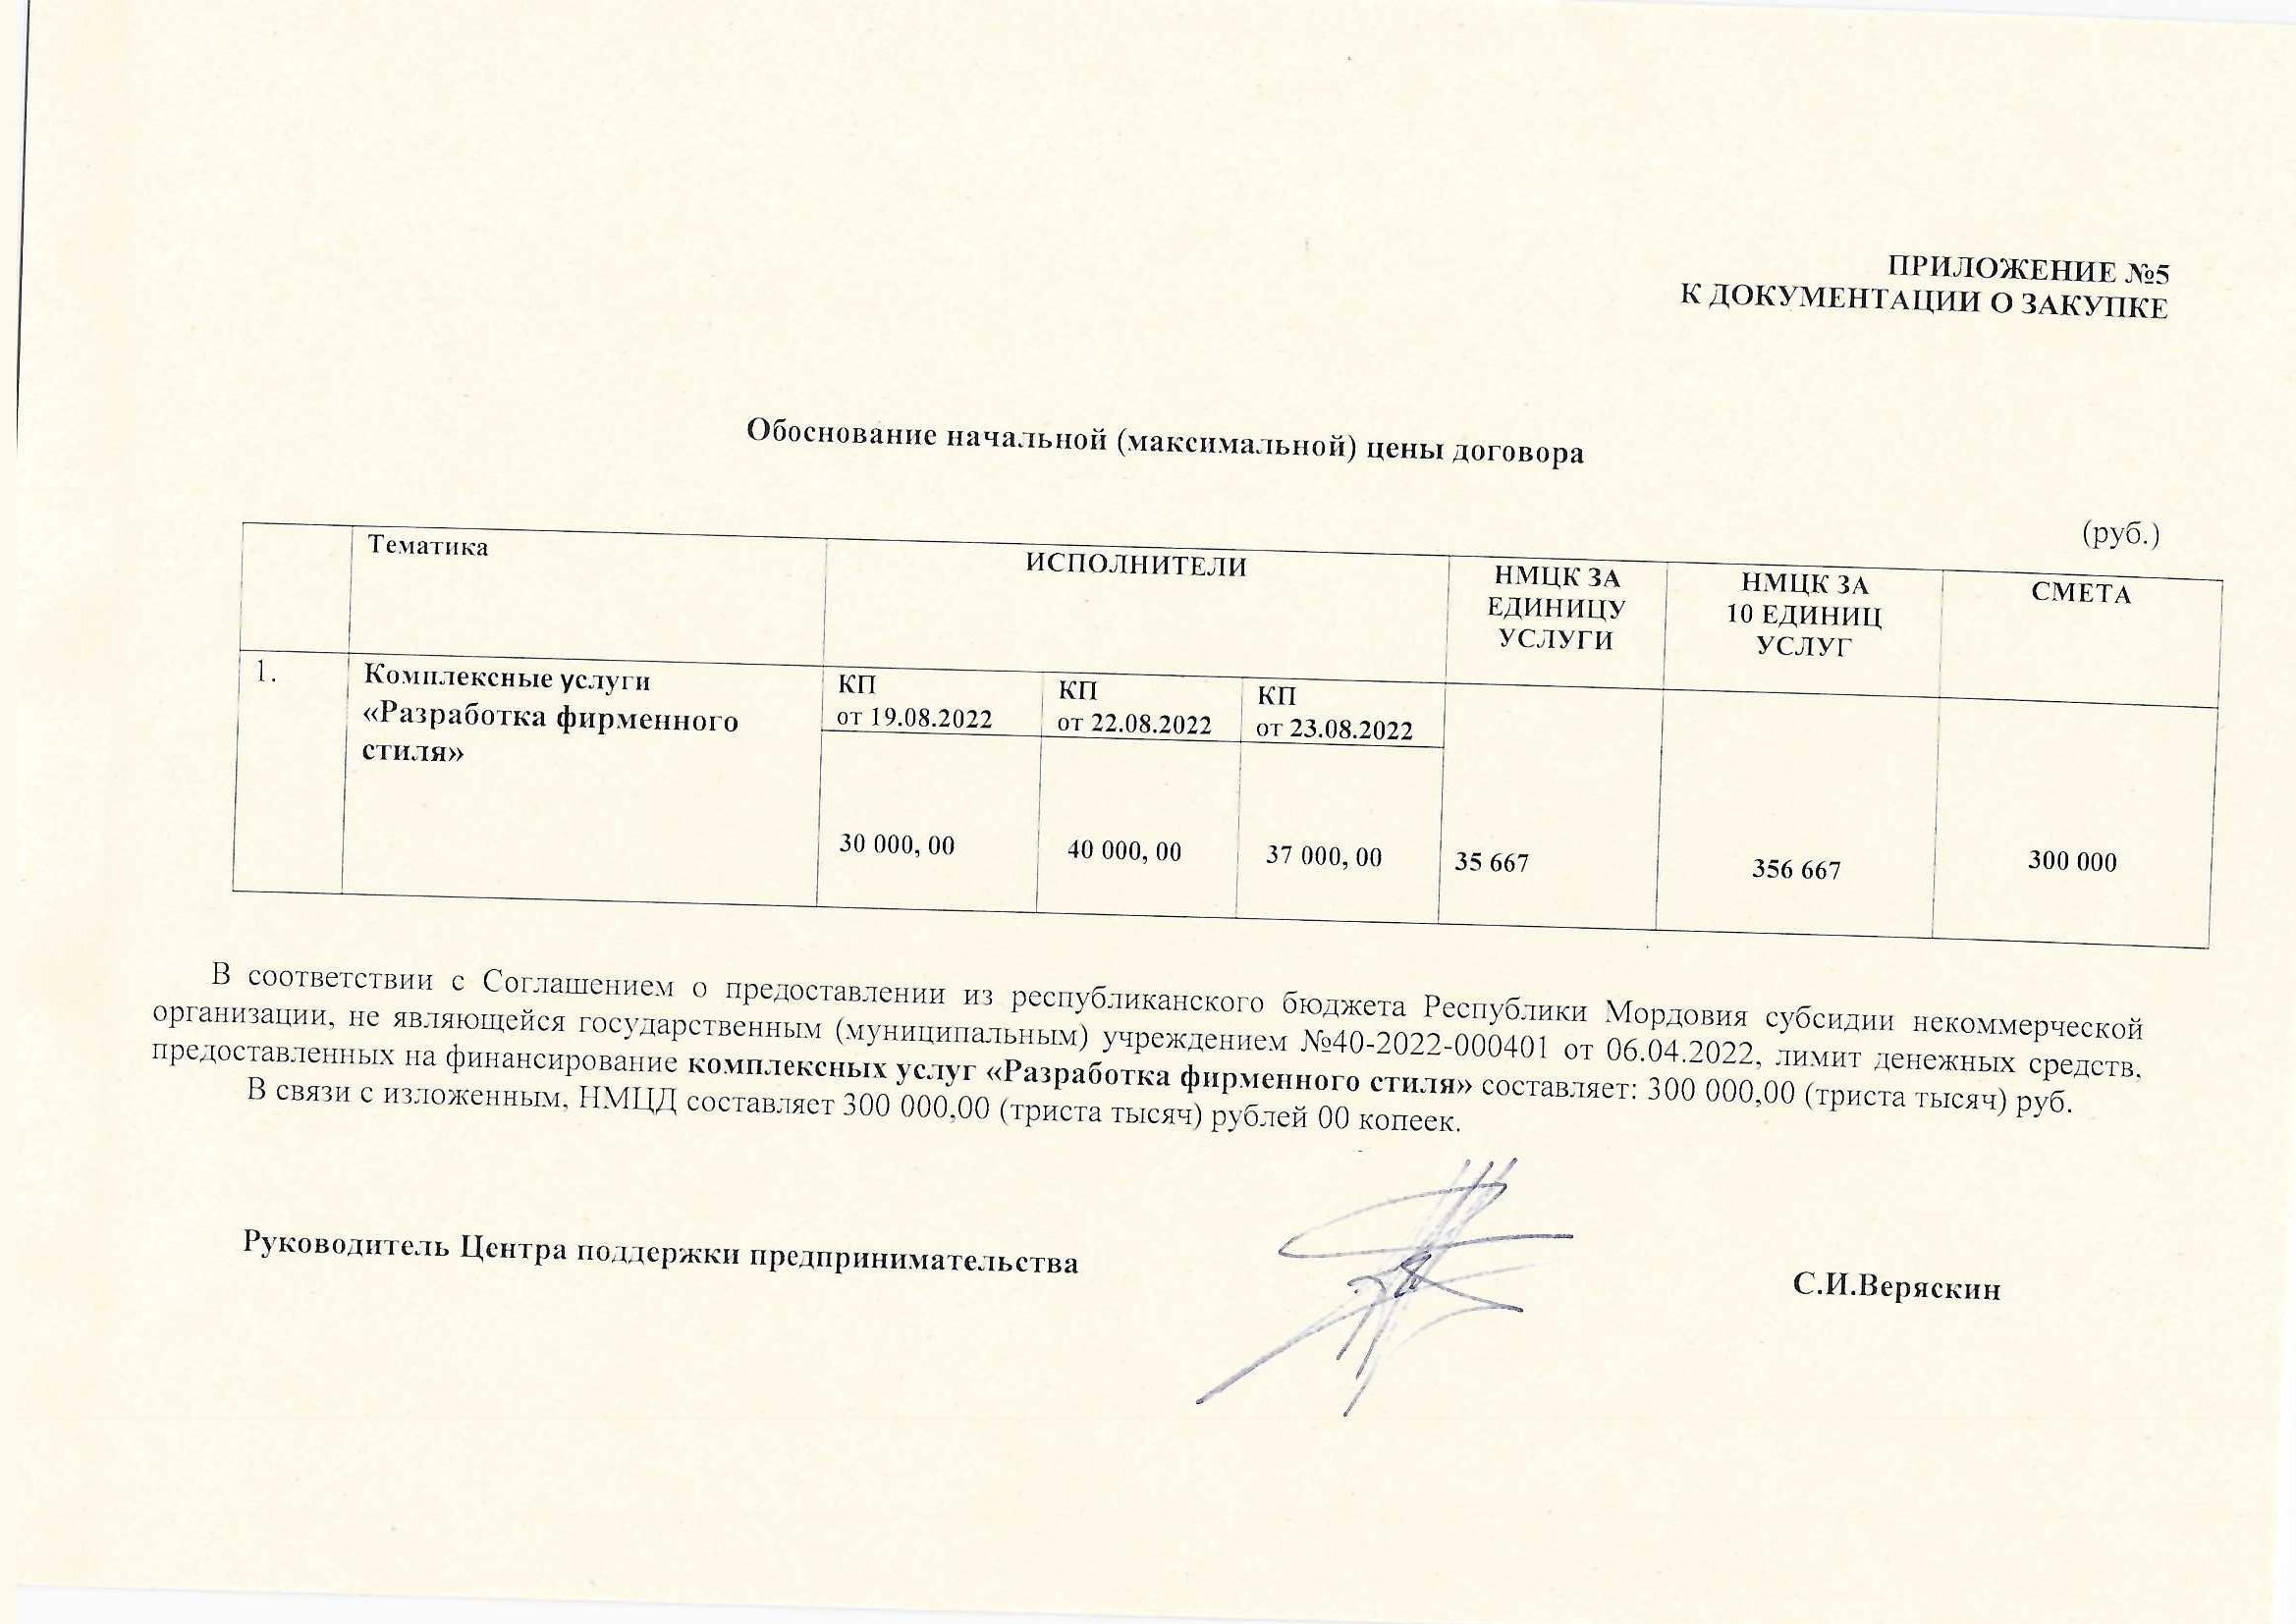 ПРИЛОЖЕНИЕ №5
К ДОКУМЕНТАЦИИ О ЗАКУПКЕ
Обоснование начальной (максимальной) цены договора
(руб.)
Тематика
ИСПОЛНИТЕЛИ
НМЦК ЗА
ЕДИНИЦУ
УСЛУГИ
НМЦК ЗА
10 ЕДИНИЦ
УСЛУГ
СМЕТА
1.
Комплексные услуги
«Разработка фирменного
стиля»
КП
от 19.08.2022
КП
от 22.08.2022
КП
от 23.08.2022
30 000, 00
40 000, 00
37 000, 00
35 667
356 667
300 000
В соответствии с Соглашением о предоставлении из республиканского бюджета Республики Мордовия субсидии некоммерческой
организации, не являющейся государственным (муниципальным) учреждением №40-2022-000401 от 06.04.2022, лимит денежных средств,
предоставленных на финансирование комплексных услуг «Разработка фирменного стиля» составляет: 300 000,00 (триста тысяч) руб.
В связи с изложенным, НМЦД составляет 300 000,00 (триста тысяч) рублей 00 копеек.
Руководитель Центра поддержки предпринимательства
С.И.Веряскин